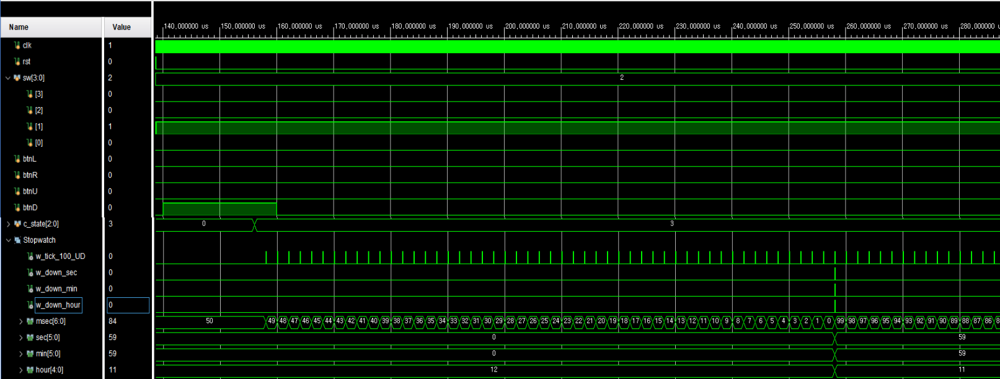 Name Value 140,000000 us 150,000000 us 160,000000 us 170,000000 us 180,000000 us 190,000000 us 200,000000 us 210,000000 us 220,000000 us 230,000000 us 240,000000 us 250,000000 us 260,000000 us 270,000000 us 280,000000
clk 1
rst 0
sw[3:0] 2 2
[3] 0
[2] 0
[1] 1
[0] 0
btnL 0
btnR 0
btnU 0
btnD 0
c_state[2:0] 3 0 3
Stopwatch
w_tick_100_UD 0
w_down_sec 0
w_down_min 0
w_down_hour 0
msec[6:0] 84 50 49 48 47 46 45 44 43 42 41 40 39 38 37 36 35 34 33 32 31 30 29 28 27 26 25 24 23 22 21 20 19 18 17 16 15 14 13 12 11 10 9 8 7 6 5 4 3 2 1 0 99 98 97 96 95 94 93 92 91 90 89 88 87 86
sec[5:0] 59 0 59
min[5:0] 59 0 59
hour[4:0] 11 12 11